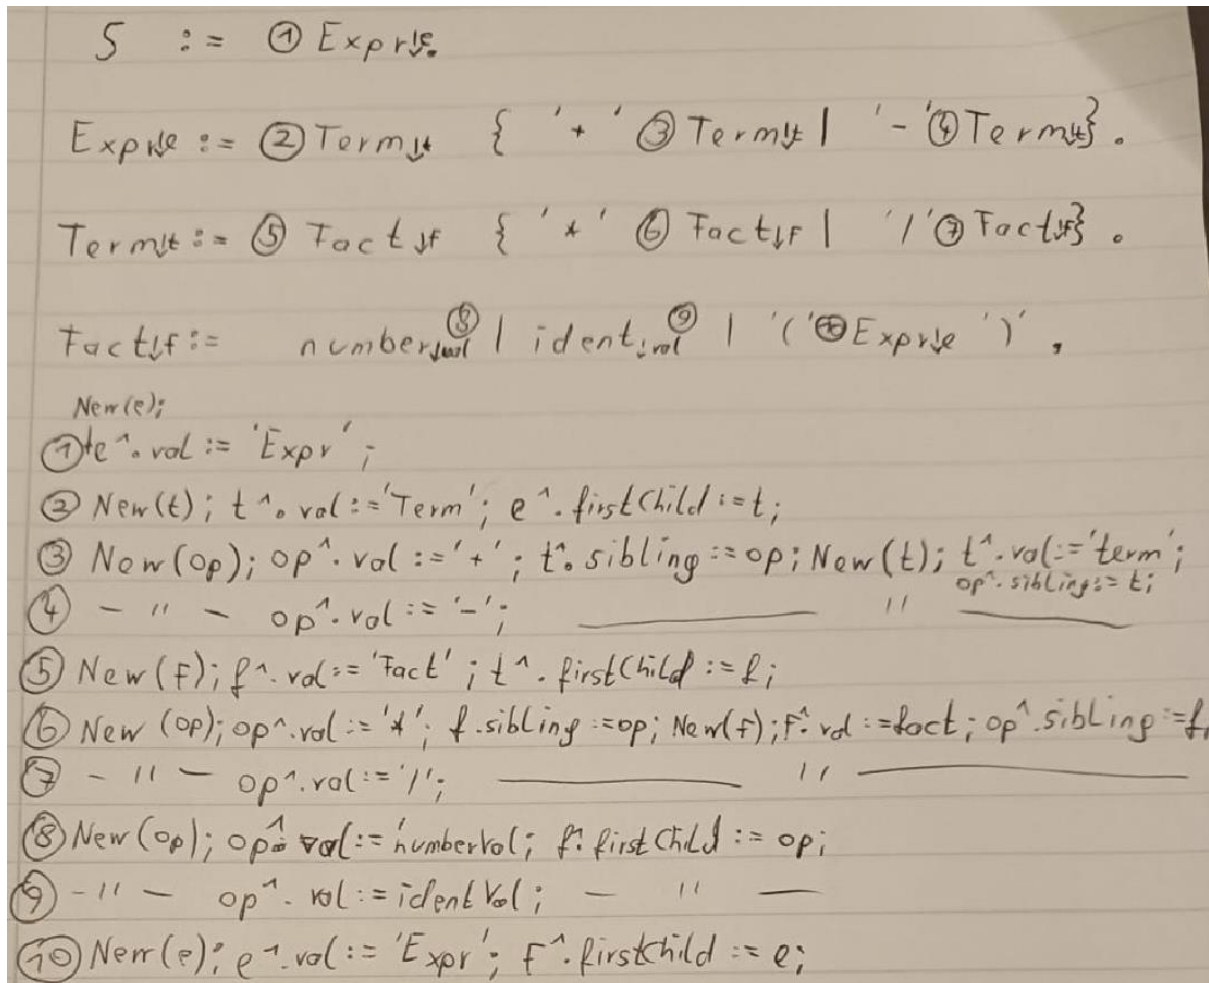 S := ① Expr↓e.
Expr↓e := ② Term↓t { '+' ③ Term↓t | '-' ④ Term↓t }.
Term↓t := ⑤ Fact↓f { '*' ⑥ Fact↓f | '/' ⑦ Fact↓f }.
Fact↓f := number↓val ⑧ | ident↓val ⑨ | '(' ⑩ Expr↓e ')' .
New(e);
① e^.val := 'Expr' ;
② New(t); t^.val := 'Term'; e^.firstChild := t;
③ New(op); op^.val := '+' ; t^.sibling := op; New(t); t^.val := 'term';
op^.sibling := t;
④ - " - op^.val := '-'; — " —
⑤ New(f); f^.val := 'Fact' ; t^.firstChild := f;
⑥ New (op); op^.val := '*'; f.sibling := op; New(f); f^.val := fact; op^.sibling := f,
⑦ - " - op^.val := '/'; — " —
⑧ New(op); op^.val := numberVal; f^.firstChild := op;
⑨ - " - op^.val := identVal; - " —
⑩ New(e); e^.val := 'Expr'; F^.firstChild := e;